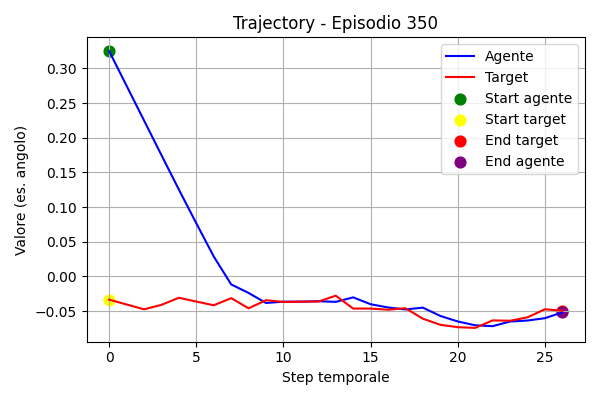 Trajectory - Episodio 350
Agente
Target
Start agente
Start target
End target
End agente
Valore (es. angolo)
0.30
0.25
0.20
0.15
0.10
0.05
0.00
−0.05
0 5 10 15 20 25
Step temporale